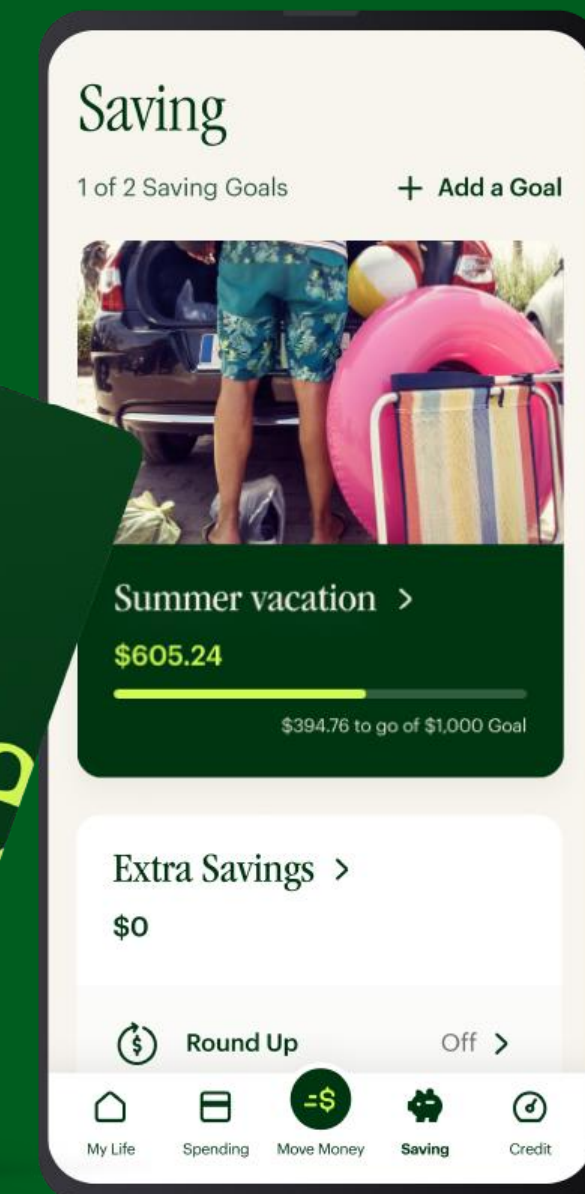 Saving
1 of 2 Saving Goals
+ Add a Goal
Summer vacation >
$605.24
$394.76 to go of $1,000 Goal
Extra Savings >
$0
$ Round Up Off >
=$
My Life Spending Move Money Saving Credit